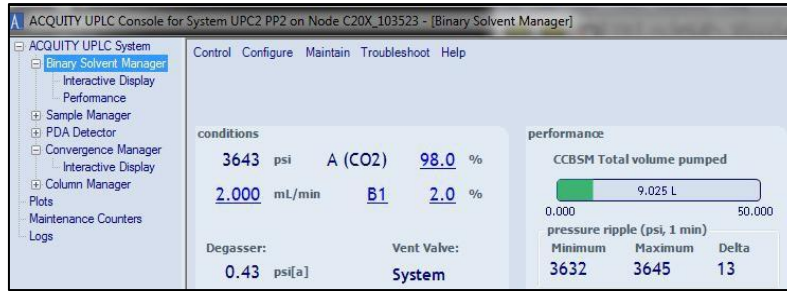 ACQUITY UPLC Console for System UPC2 PP2 on Node C20X_103523 - [Binary Solvent Manager]
ACQUITY UPLC System
Binary Solvent Manager
Interactive Display
Performance
Sample Manager
PDA Detector
Convergence Manager
Interactive Display
Column Manager
Plots
Maintenance Counters
Logs
Control Configure Maintain Troubleshoot Help
conditions
3643 psi A (CO2) 98.0 %
2.000 mL/min B1 2.0 %
Degasser: Vent Valve:
0.43 psi[a] System
performance
CCBSM Total volume pumped
9.025 L
0.000 50.000
pressure ripple (psi, 1 min)
Minimum Maximum Delta
3632 3645 13